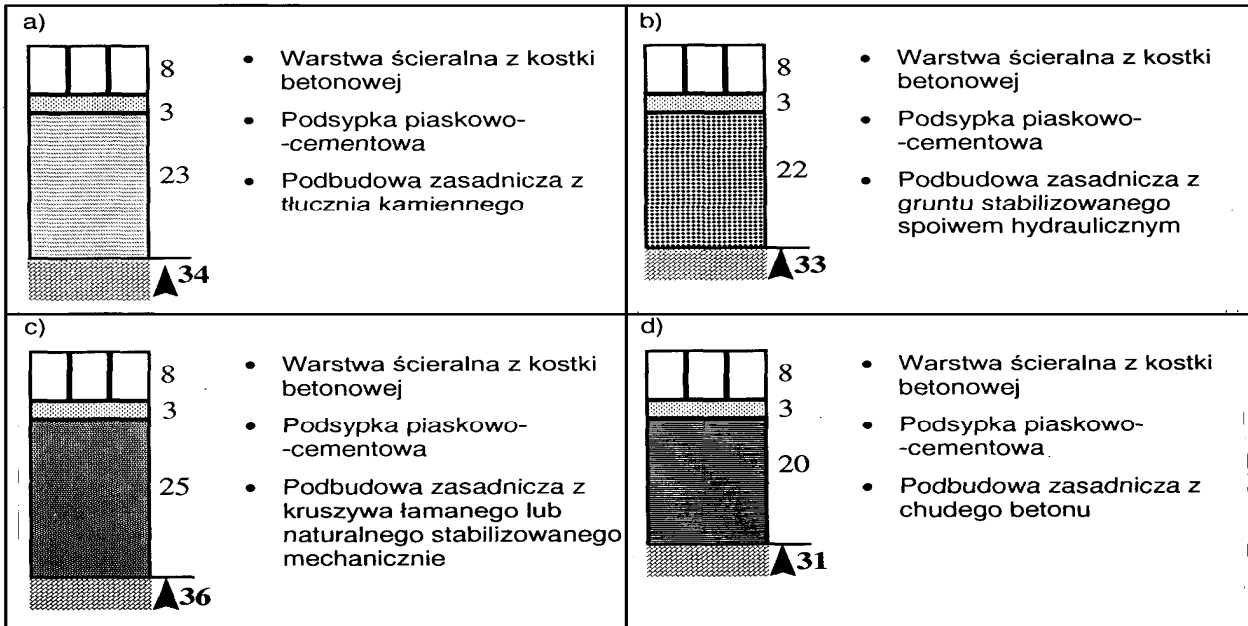 a)
8
3
23
34
• Warstwa ścieralna z kostki
betonowej
• Podsypka piaskowo-
-cementowa
• Podbudowa zasadnicza z
tłucznia kamiennego
b)
8
3
22
33
• Warstwa ścieralna z kostki
betonowej
• Podsypka piaskowo-
-cementowa
• Podbudowa zasadnicza z
gruntu stabilizowanego
spoiwem hydraulicznym
c)
8
3
25
36
• Warstwa ścieralna z kostki
betonowej
• Podsypka piaskowo-
-cementowa
• Podbudowa zasadnicza z
kruszywa łamanego lub
naturalnego stabilizowanego
mechanicznie
d)
8
3
20
31
• Warstwa ścieralna z kostki
betonowej
• Podsypka piaskowo-
-cementowa
• Podbudowa zasadnicza z
chudego betonu